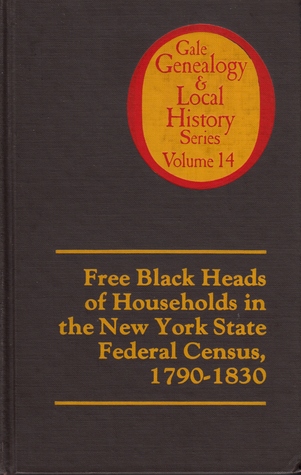 Gale
Genealogy
&
Local
History
Series
Volume 14
Free Black Heads
of Households in
the New York State
Federal Census,
1790-1830